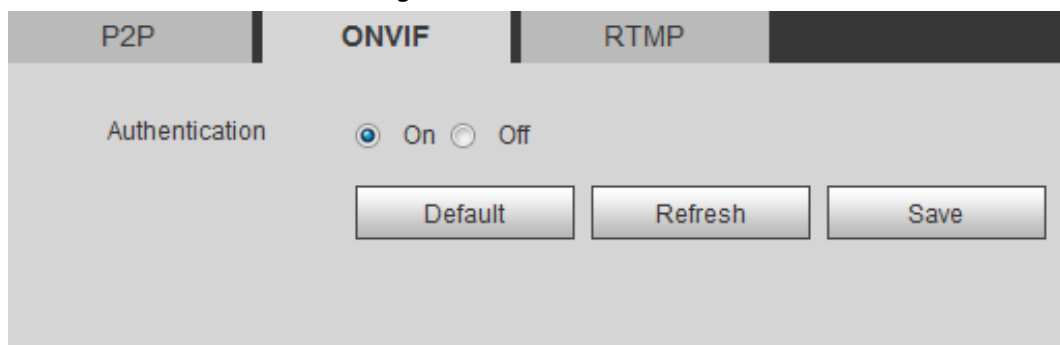 P2P ONVIF RTMP
Authentication On Off
Default Refresh Save